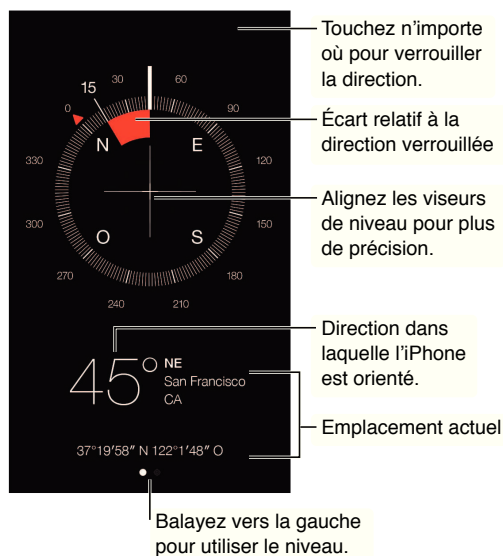 Touchez n'importe
où pour verrouiller
la direction.
Écart relatif à la
direction verrouillée
Alignez les viseurs
de niveau pour plus
de précision.
Direction dans
laquelle l'iPhone
est orienté.
Emplacement actuel
Balayez vers la gauche
pour utiliser le niveau.
15
0
30
60
90
120
150
180
210
240
270
300
330
N
E
S
O
45° NE
San Francisco
CA
37°19'58" N 122°1'48" O